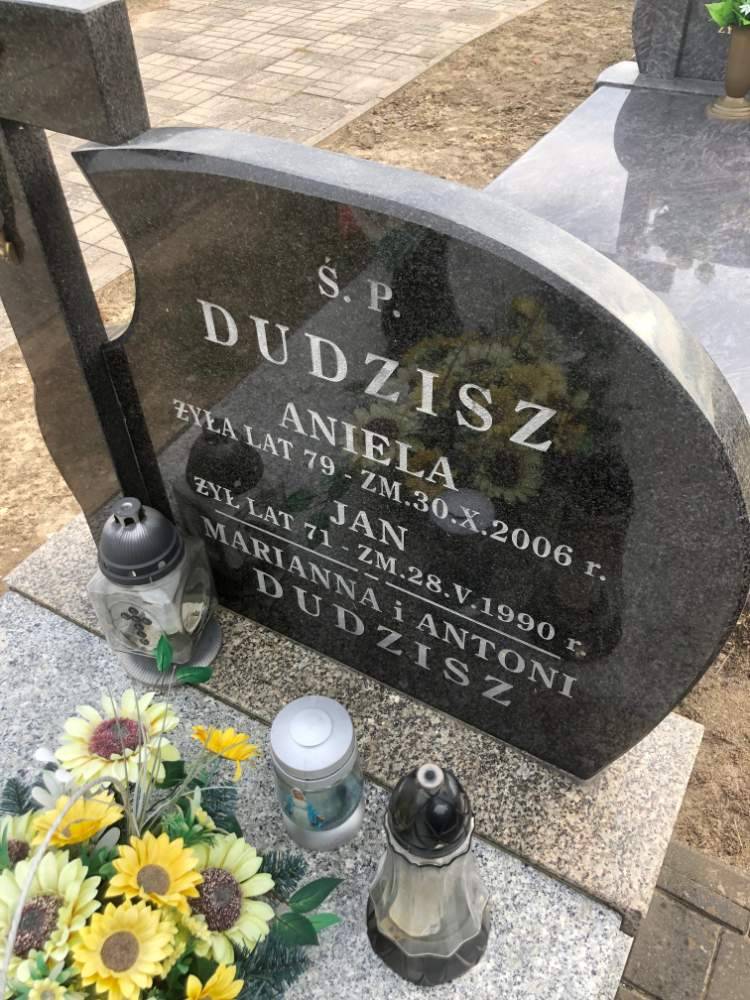 Ś. P.
DUDZISZ
ANIELA
ŻYŁA LAT 79 - ZM.30.X.2006 r.
JAN
ŻYŁ LAT 71 - ZM.28.V.1990 r.
MARIANNA i ANTONI
DUDZISZ